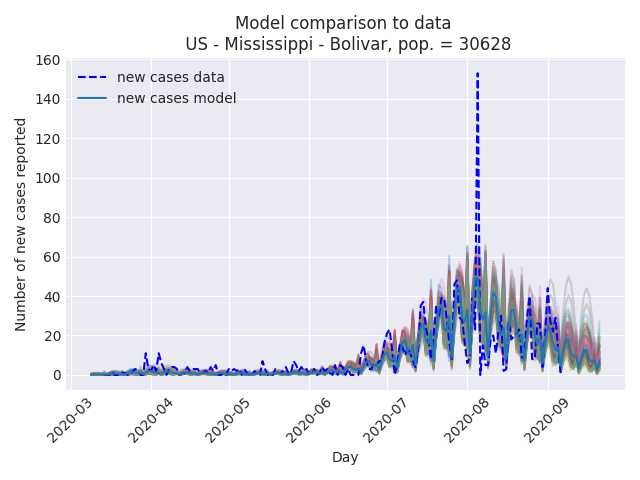 Model comparison to data
US - Mississippi - Bolivar, pop. = 30628
160
140
120
100
80
60
40
20
0
Number of new cases reported
new cases data
new cases model
2020-03
2020-04
2020-05
2020-06
2020-07
2020-08
2020-09
Day